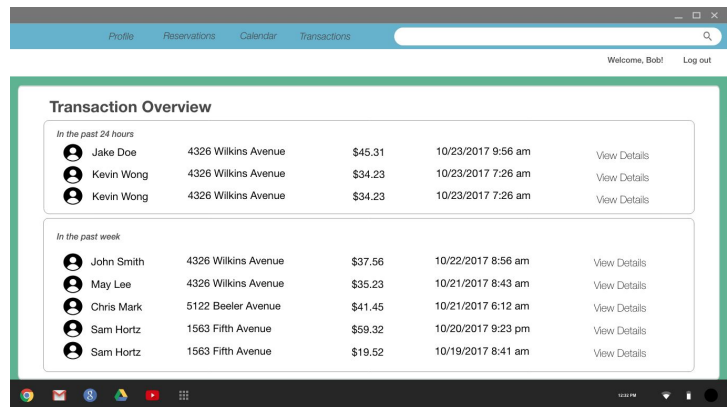 Profile Reservations Calendar Transactions
Welcome, Bob! Log out
Transaction Overview
In the past 24 hours
Jake Doe 4326 Wilkins Avenue $45.31 10/23/2017 9:56 am View Details
Kevin Wong 4326 Wilkins Avenue $34.23 10/23/2017 7:26 am View Details
Kevin Wong 4326 Wilkins Avenue $34.23 10/23/2017 7:26 am View Details
In the past week
John Smith 4326 Wilkins Avenue $37.56 10/22/2017 8:56 am View Details
May Lee 4326 Wilkins Avenue $35.23 10/21/2017 8:43 am View Details
Chris Mark 5122 Beeler Avenue $41.45 10/21/2017 6:12 am View Details
Sam Hortz 1563 Fifth Avenue $59.32 10/20/2017 9:23 pm View Details
Sam Hortz 1563 Fifth Avenue $19.52 10/19/2017 8:41 am View Details